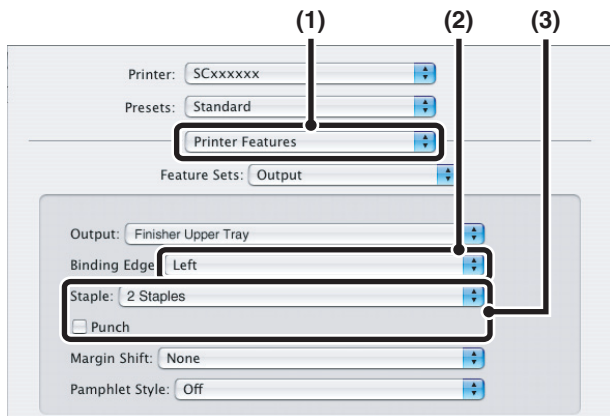 (1) (2) (3)
Printer: SCxxxxxx
Presets: Standard
Printer Features
Feature Sets: Output
Output: Finisher Upper Tray
Binding Edge: Left
Staple: 2 Staples
Punch
Margin Shift: None
Pamphlet Style: Off